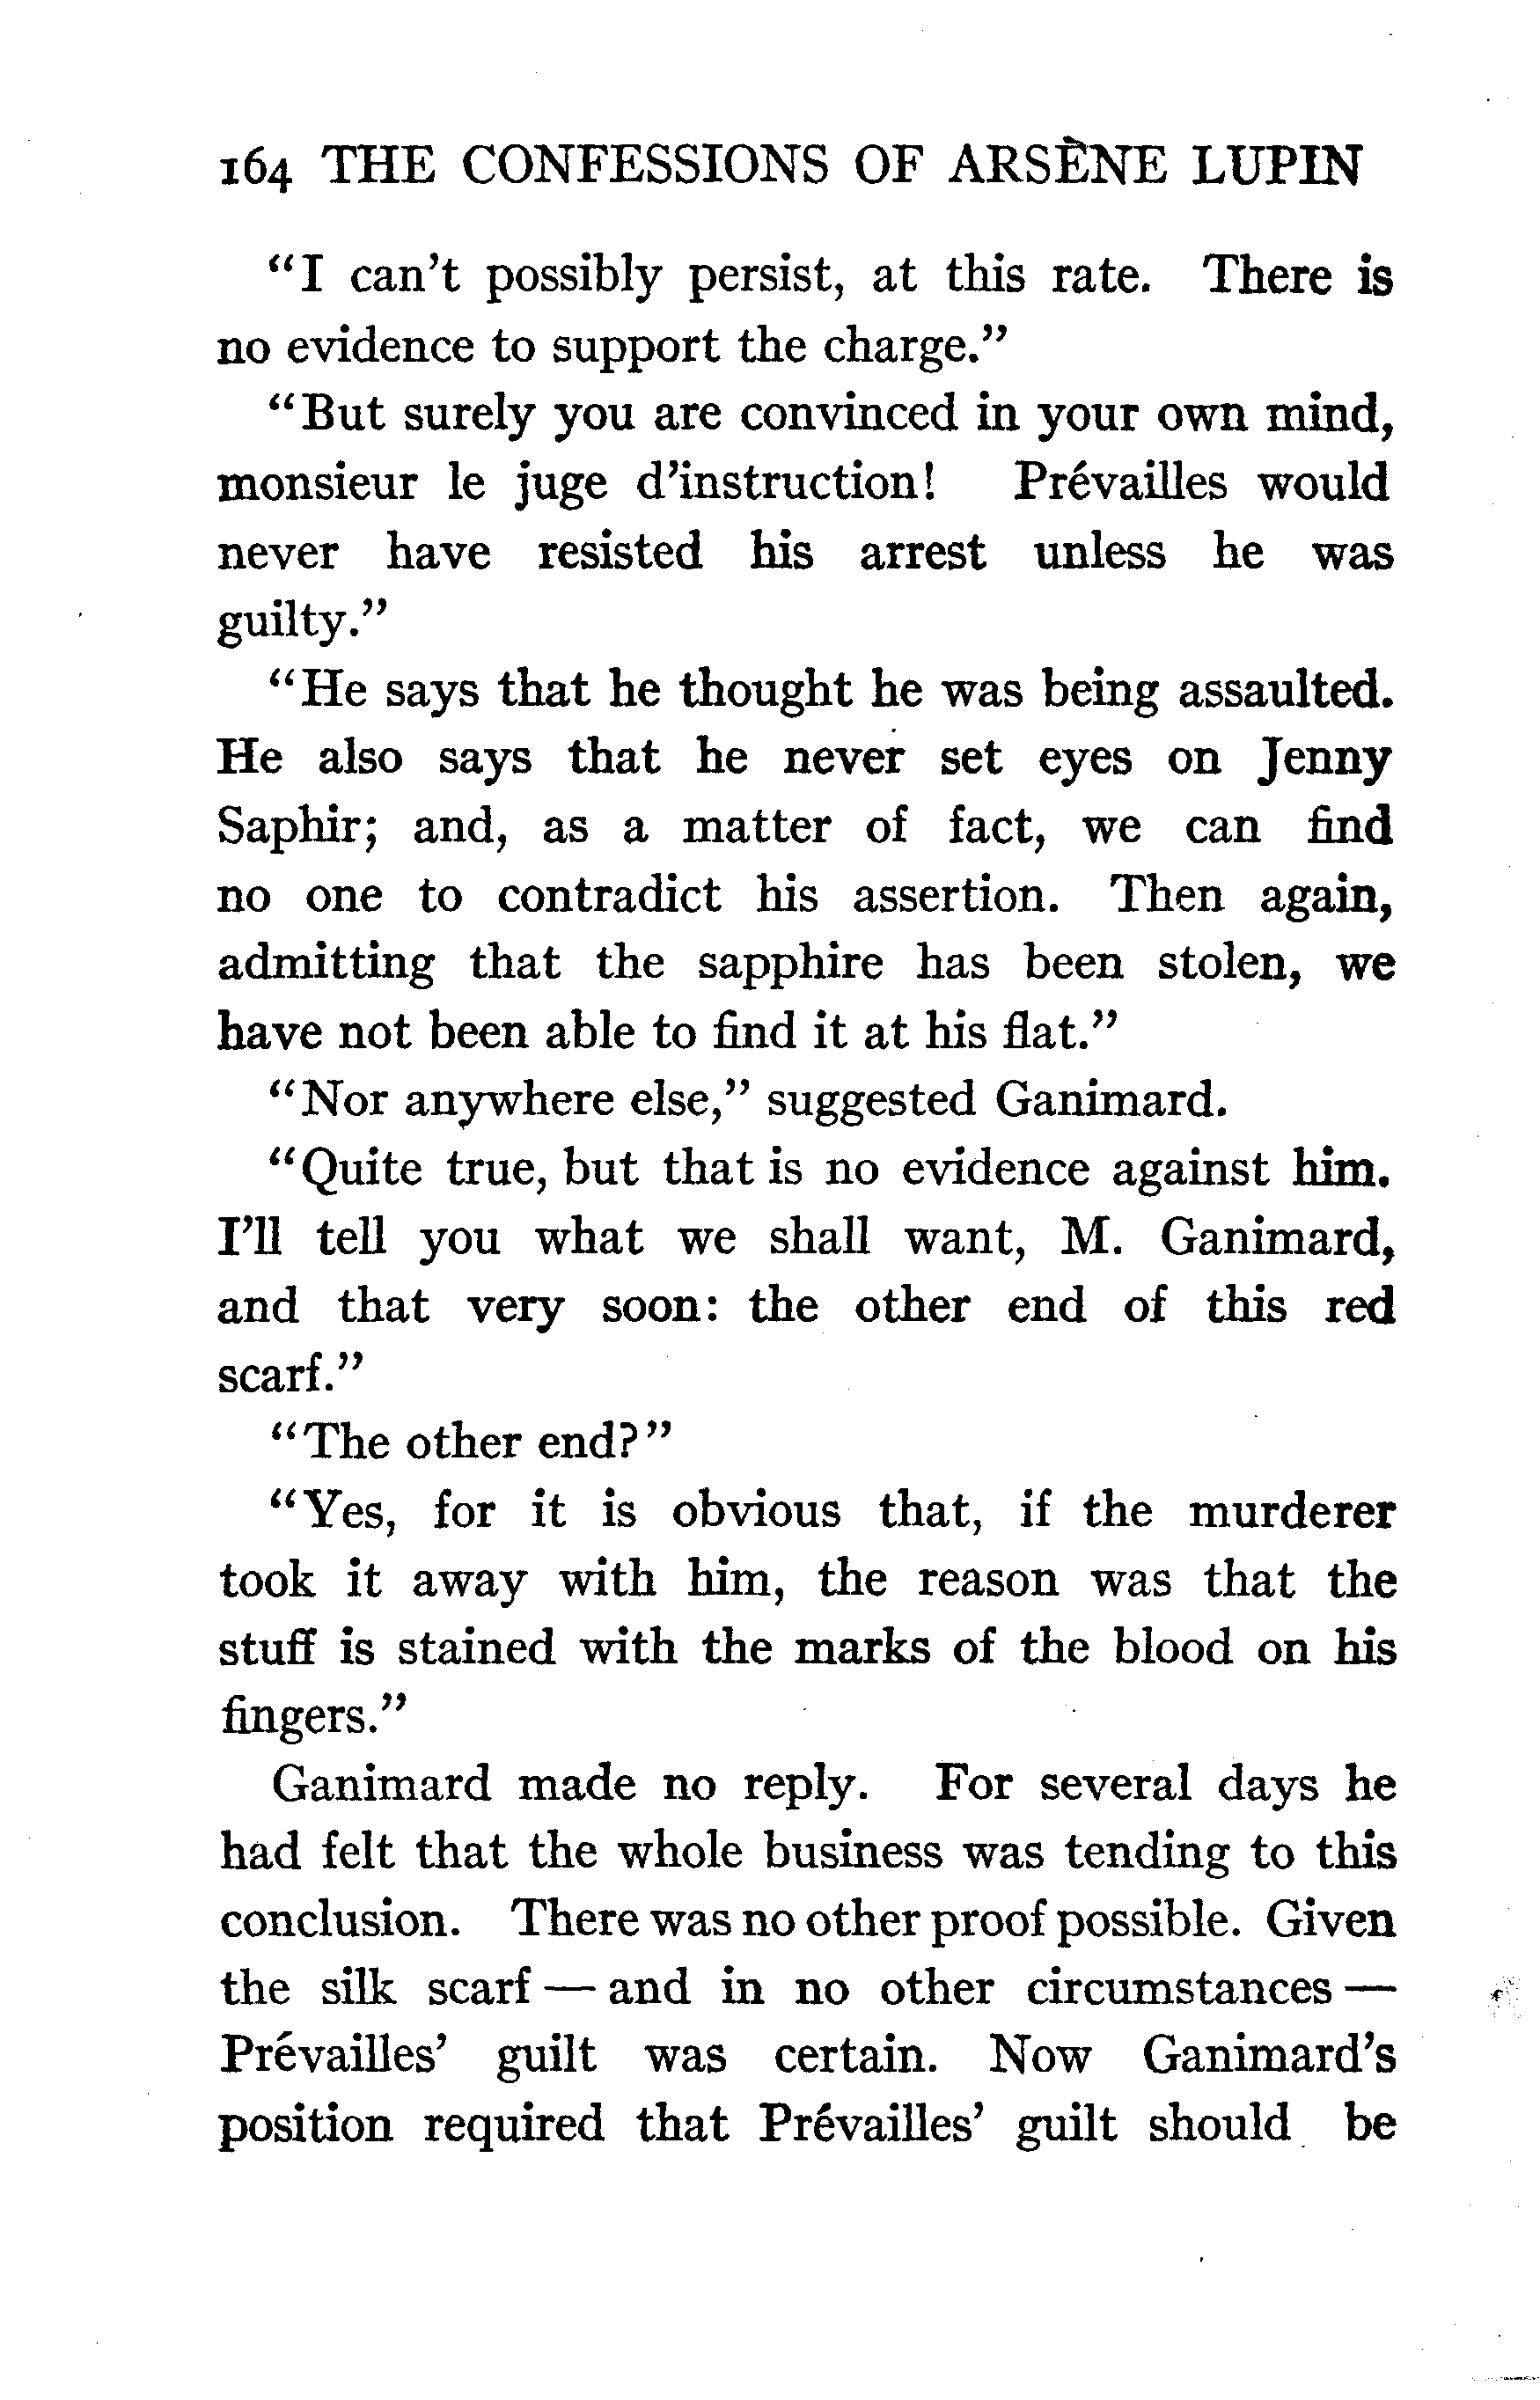 164 THE CONFESSIONS OF ARSÈNE LUPIN
"I can't possibly persist, at this rate. There is
no evidence to support the charge."
"But surely you are convinced in your own mind,
monsieur le juge d'instruction! Prévailles would
never have resisted his arrest unless he was
guilty."
"He says that he thought he was being assaulted.
He also says that he never set eyes on Jenny
Saphir; and, as a matter of fact, we can find
no one to contradict his assertion. Then again,
admitting that the sapphire has been stolen, we
have not been able to find it at his flat."
"Nor anywhere else," suggested Ganimard.
"Quite true, but that is no evidence against him.
I'll tell you what we shall want, M. Ganimard,
and that very soon: the other end of this red
scarf."
"The other end?"
"Yes, for it is obvious that, if the murderer
took it away with him, the reason was that the
stuff is stained with the marks of the blood on his
fingers."
Ganimard made no reply. For several days he
had felt that the whole business was tending to this
conclusion. There was no other proof possible. Given
the silk scarf — and in no other circumstances —
Prévailles' guilt was certain. Now Ganimard's
position required that Prévailles' guilt should be